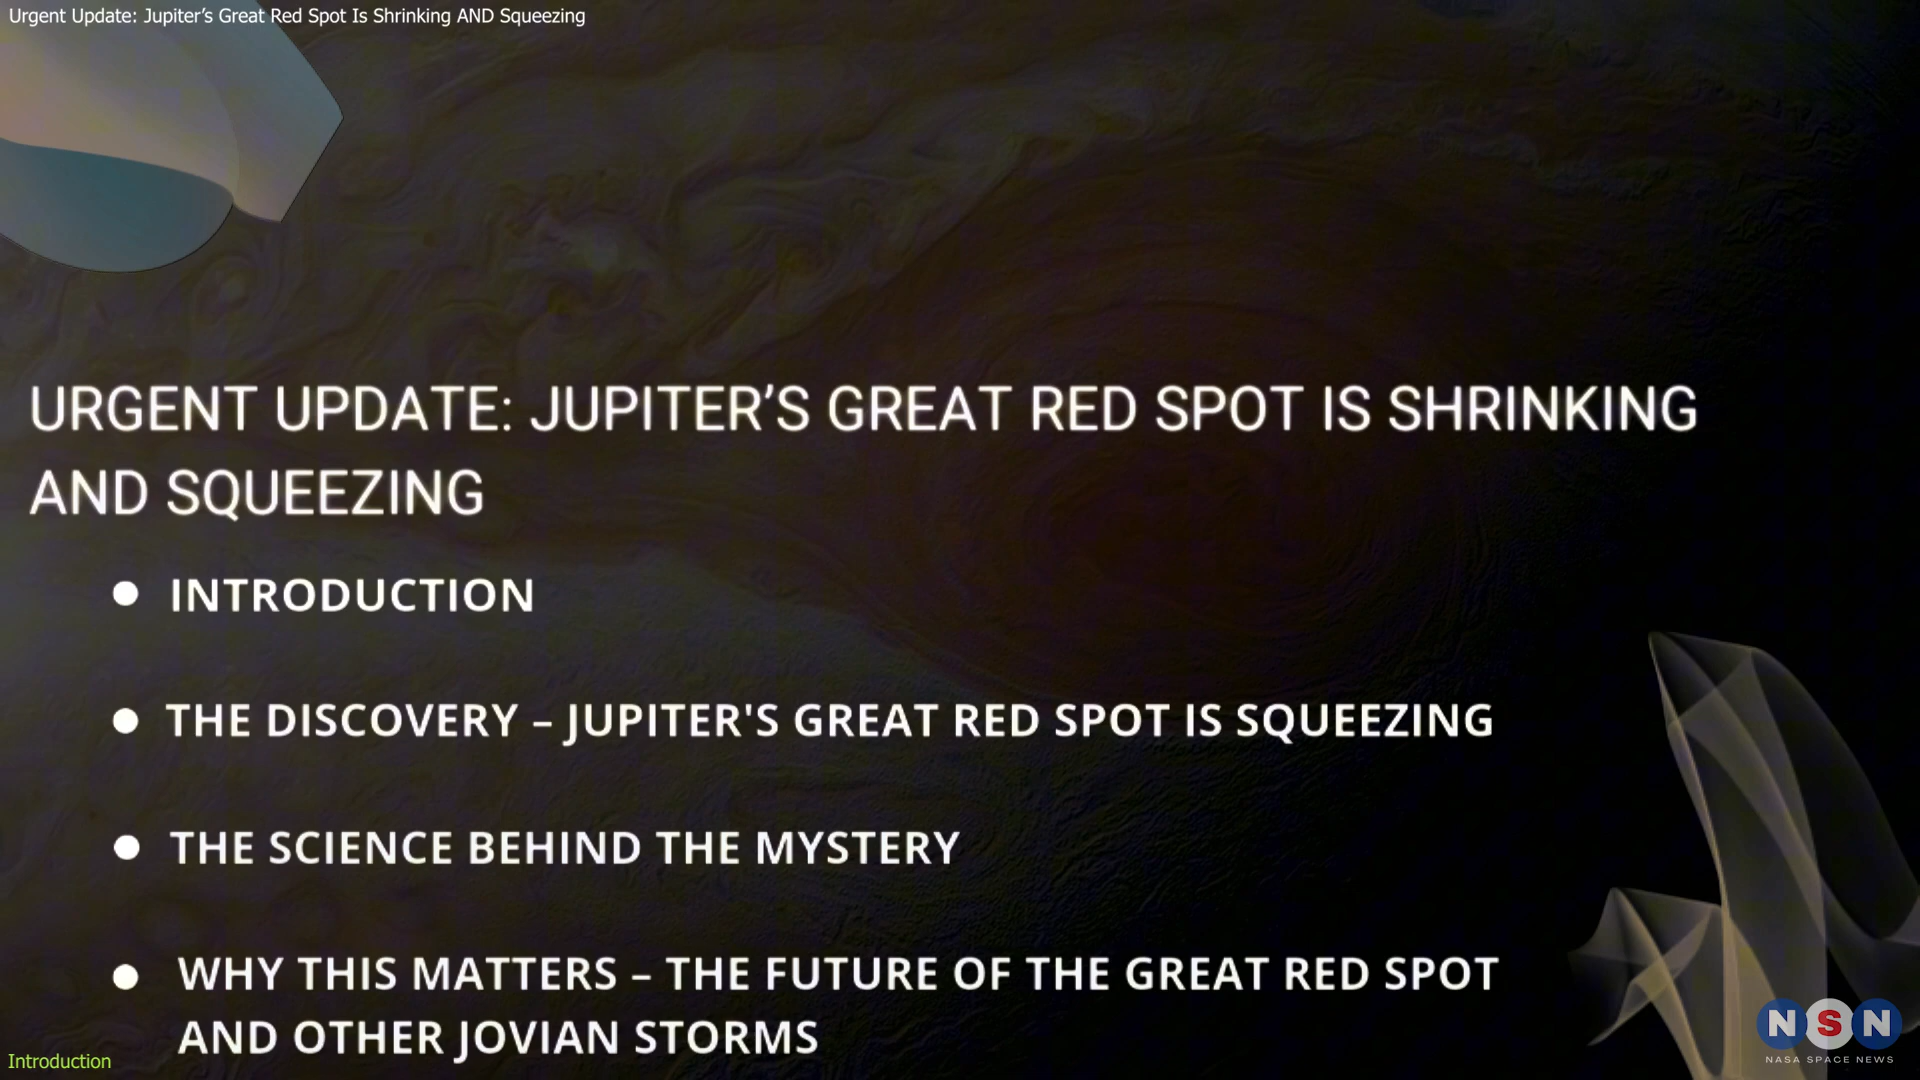 Urgent Update: Jupiter’s Great Red Spot Is Shrinking AND Squeezing
URGENT UPDATE: JUPITER’S GREAT RED SPOT IS SHRINKING
AND SQUEEZING
● INTRODUCTION
● THE DISCOVERY – JUPITER'S GREAT RED SPOT IS SQUEEZING
● THE SCIENCE BEHIND THE MYSTERY
● WHY THIS MATTERS – THE FUTURE OF THE GREAT RED SPOT
AND OTHER JOVIAN STORMS
Introduction
NSN
NASA SPACE NEWS